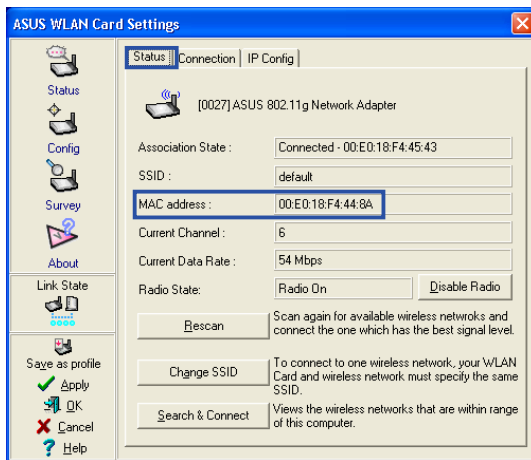 ASUS WLAN Card Settings
Status
Config
Survey
About
Link State
Save as profile
Apply
OK
Cancel
Help
Status Connection IP Config
[0027] ASUS 802.11g Network Adapter
Association State : Connected - 00:E0:18:F4:45:43
SSID : default
MAC address : 00:E0:18:F4:44:8A
Current Channel : 6
Current Data Rate : 54 Mbps
Radio State: Radio On Disable Radio
Rescan
Scan again for available wireless netwroks and
connect the one which has the best signal level.
Change SSID
To connect to one wireless network, your WLAN
Card and wireless network must specify the same
SSID.
Search & Connect
Views the wireless networks that are within range
of this computer.